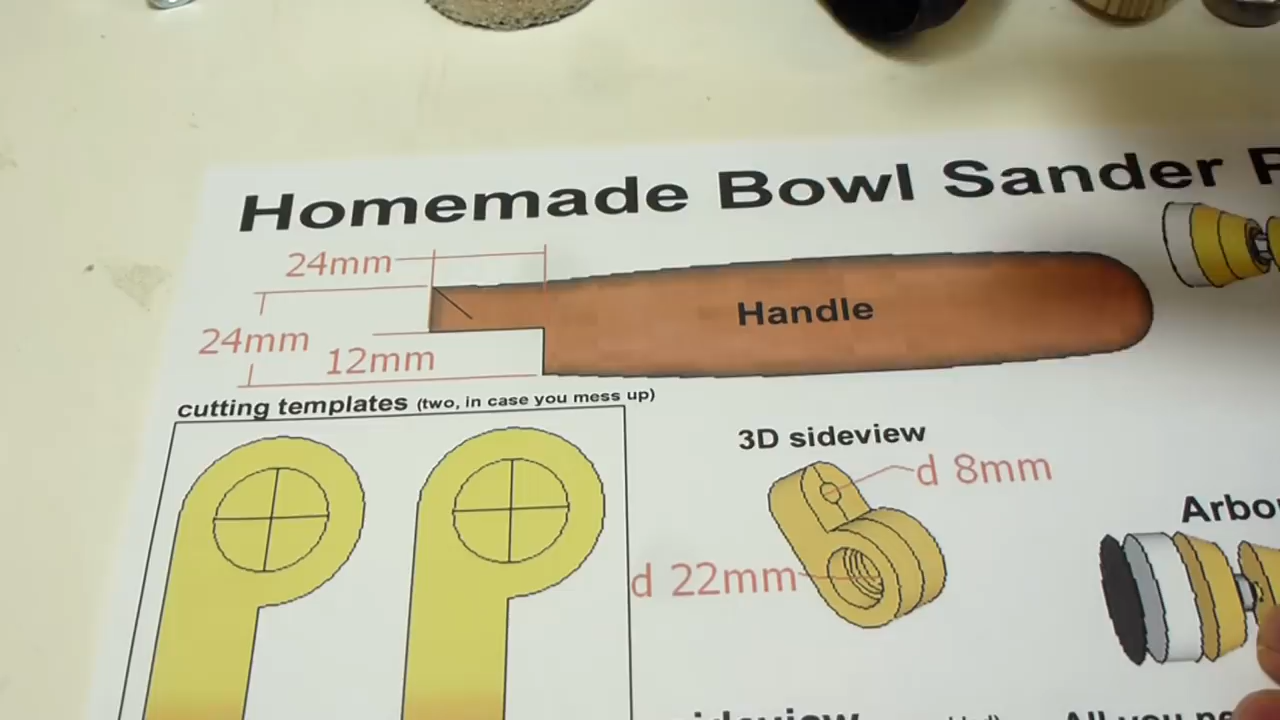 Homemade Bowl Sander
24mm
24mm
12mm
Handle
cutting templates (two, in case you mess up)
3D sideview
d 8mm
d 22mm